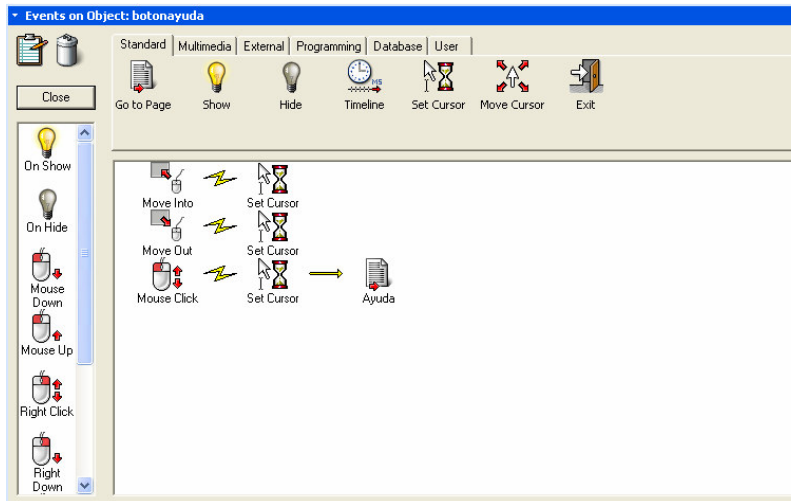 Events on Object: botonayuda
Standard Multimedia External Programming Database User
Close
MS
Go to Page Show Hide Timeline Set Cursor Move Cursor Exit
On Show
On Hide
Mouse
Down
Mouse Up
Right Click
Right
Down
Move Into Set Cursor
Move Out Set Cursor
Mouse Click Set Cursor Ayuda